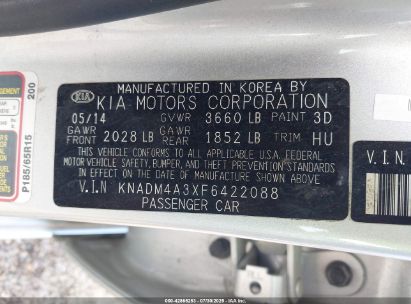 MANUFACTURED IN KOREA BY
KIA KIA MOTORS CORPORATION
05/14 GVWR 3660 LB PAINT 3D
GAWR FRONT 2028 LB GAWR REAR 1852 LB TRIM HU
THIS VEHICLE CONFORMS TO ALL APPLICABLE U.S.A. FEDERAL
MOTOR VEHICLE SAFETY, BUMPER, AND THEFT PREVENTION STANDARDS
IN EFFECT ON THE DATE OF MANUFACTURE SHOWN ABOVE.
V.I.N KNADM4A3XF6422088
PASSENGER CAR
P185/65R15
200
V.I.N.